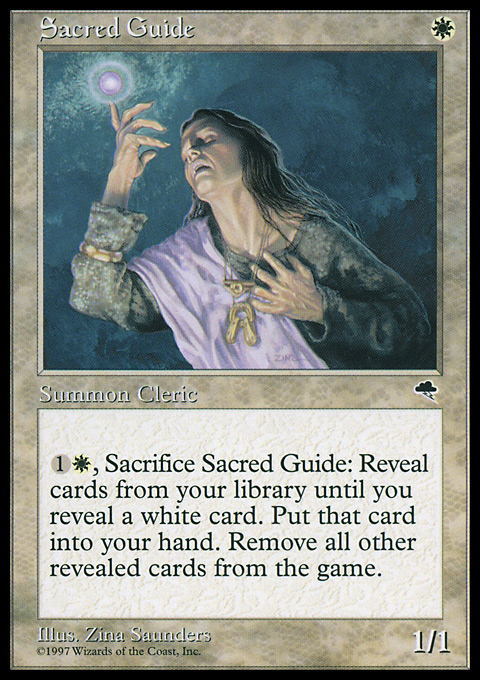 Sacred Guide
ZINA
Summon Cleric
1, Sacrifice Sacred Guide: Reveal
cards from your library until you
reveal a white card. Put that card
into your hand. Remove all other
revealed cards from the game.
Illus. Zina Saunders
1/1
©1997 Wizards of the Coast, Inc.